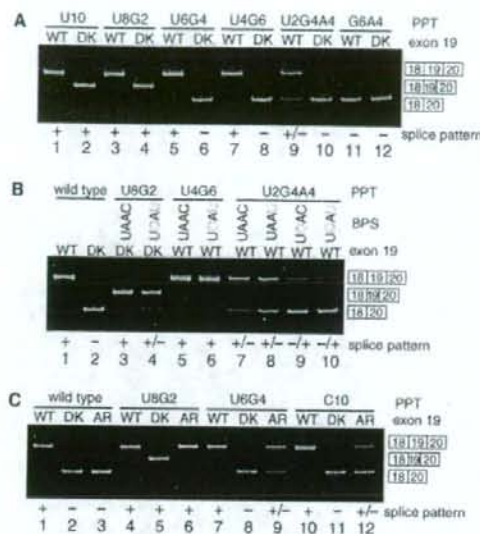 A
U10 U8G2 U6G4 U4G6 U2G4A4 G6A4 PPT
WT DK WT DK WT DK WT DK WT DK WT DK exon 19
18 19 20
18 19 20
18 20
+ + + + + − + − +/− − − − splice pattern
1 2 3 4 5 6 7 8 9 10 11 12
B
wild type U8G2 U4G6 U2G4A4 PPT
UAAC UAAC UAAC BPS
WT DK DK DK WT WT WT WT WT WT exon 19
18 19 20
18 19 20
18 20
+ − + +/− + + +/− +/− −/+ −/+ splice pattern
1 2 3 4 5 6 7 8 9 10
C
wild type U8G2 U6G4 C10 PPT
WT DK AR WT DK AR WT DK AR WT DK AR exon 19
18 19 20
18 19 20
18 20
+ − − + + + + − +/− + − +/− splice pattern
1 2 3 4 5 6 7 8 9 10 11 12